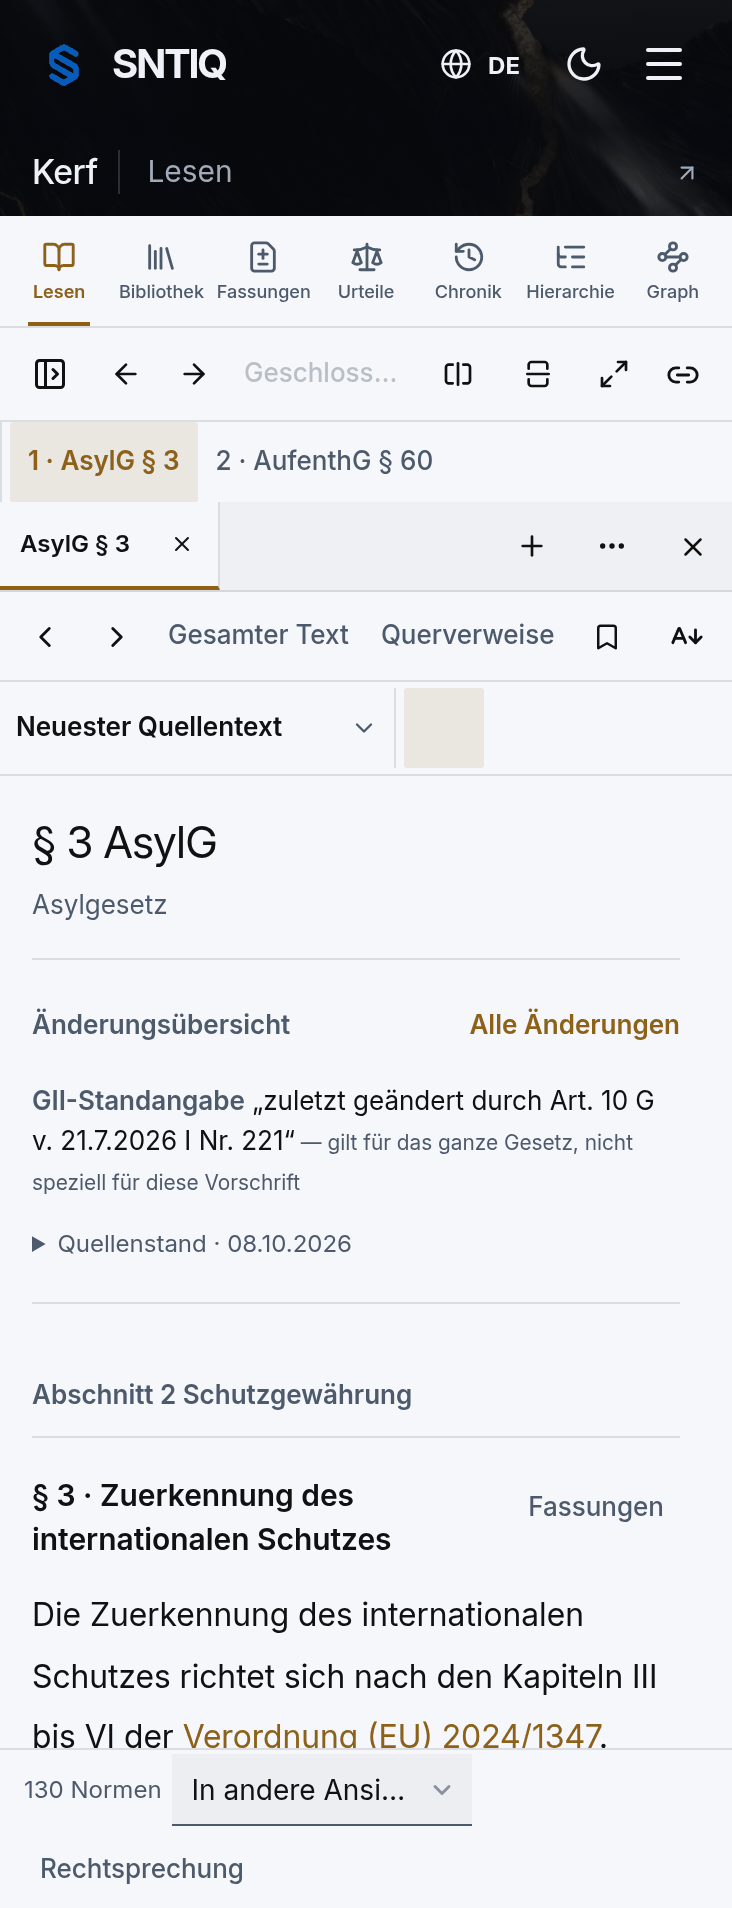 SNTIQ
DE
Kerf
Lesen
Lesen
Bibliothek
Fassungen
Urteile
Chronik
Hierarchie
Graph
Geschloss...
1 · AsylG § 3
2 · AufenthG § 60
AsylG § 3
Gesamter Text
Querverweise
A
Neuester Quellentext
§ 3 AsylG
Asylgesetz
Änderungsübersicht
Alle Änderungen
GII-Standangabe „zuletzt geändert durch Art. 10 G
v. 21.7.2026 I Nr. 221“ — gilt für das ganze Gesetz, nicht
speziell für diese Vorschrift
Quellenstand · 08.10.2026
Abschnitt 2 Schutzgewährung
§ 3 · Zuerkennung des
internationalen Schutzes
Fassungen
Die Zuerkennung des internationalen
Schutzes richtet sich nach den Kapiteln III
bis VI der Verordnung (EU) 2024/1347.
130 Normen
In andere Ansi...
Rechtsprechung